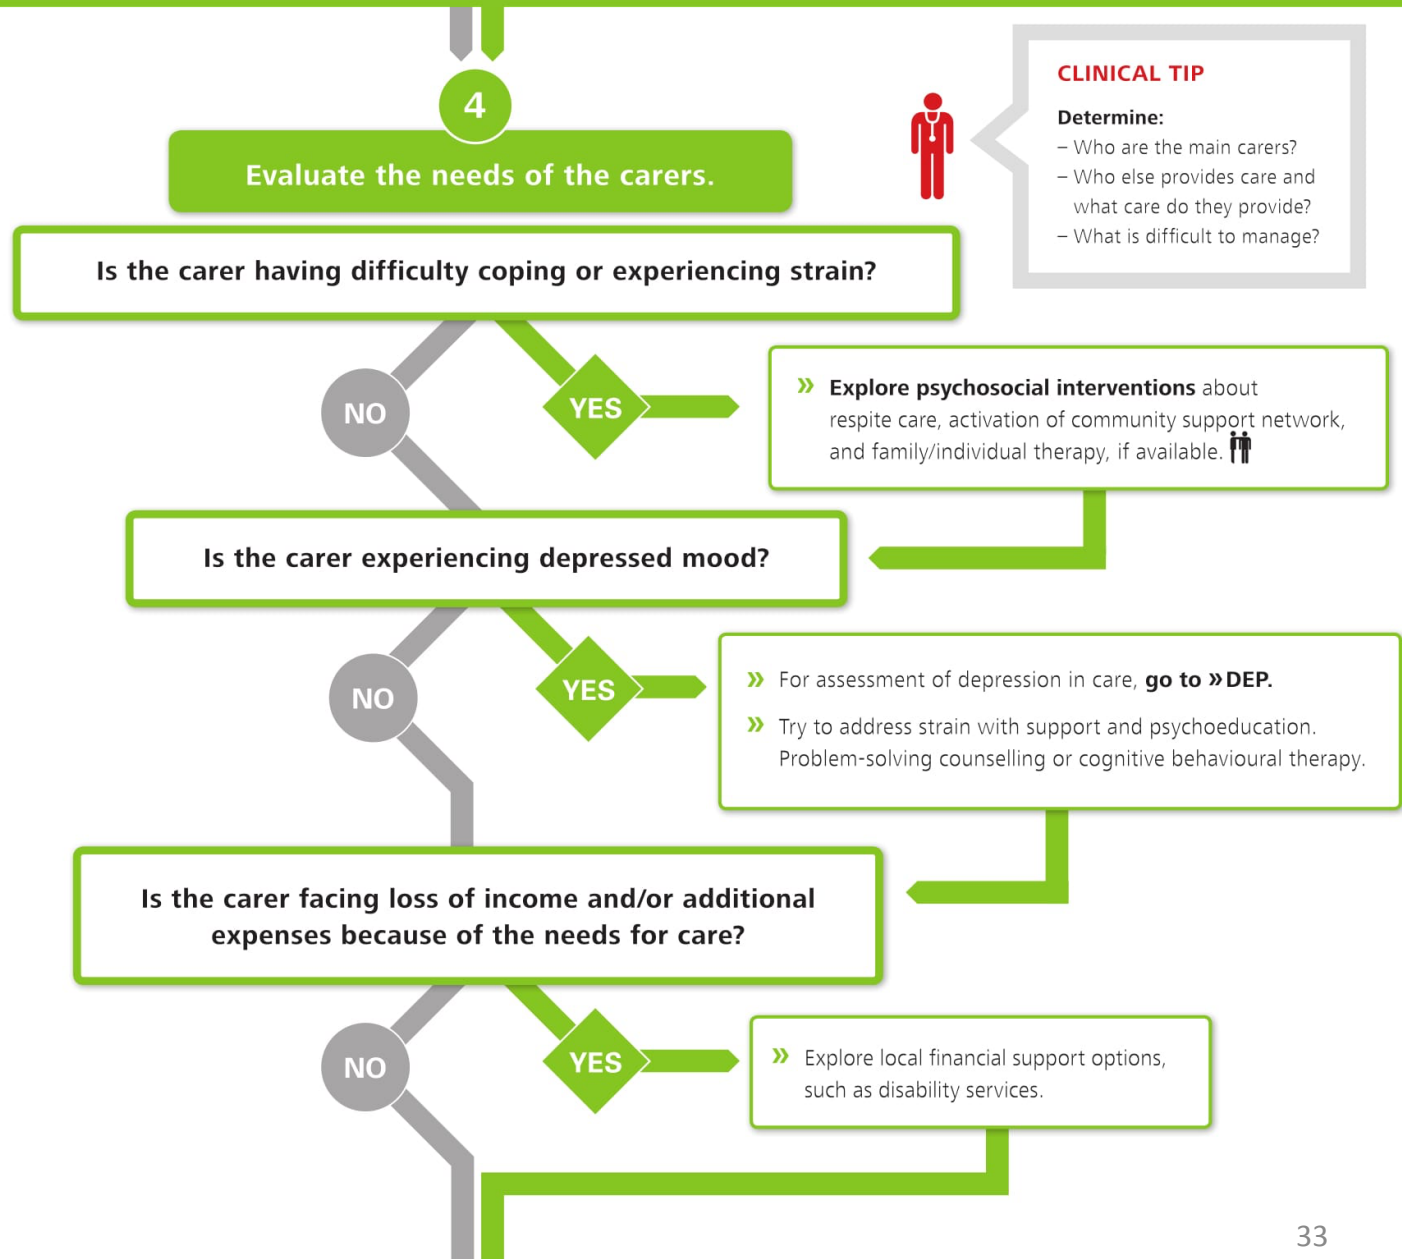 4
Evaluate the needs of the carers.
CLINICAL TIP
Determine:
– Who are the main carers?
– Who else provides care and
what care do they provide?
– What is difficult to manage?
Is the carer having difficulty coping or experiencing strain?
NO
YES
» Explore psychosocial interventions about
respite care, activation of community support network,
and family/individual therapy, if available.
Is the carer experiencing depressed mood?
NO
YES
» For assessment of depression in care, go to » DEP.
» Try to address strain with support and psychoeducation.
Problem-solving counselling or cognitive behavioural therapy.
Is the carer facing loss of income and/or additional
expenses because of the needs for care?
NO
YES
» Explore local financial support options,
such as disability services.
33